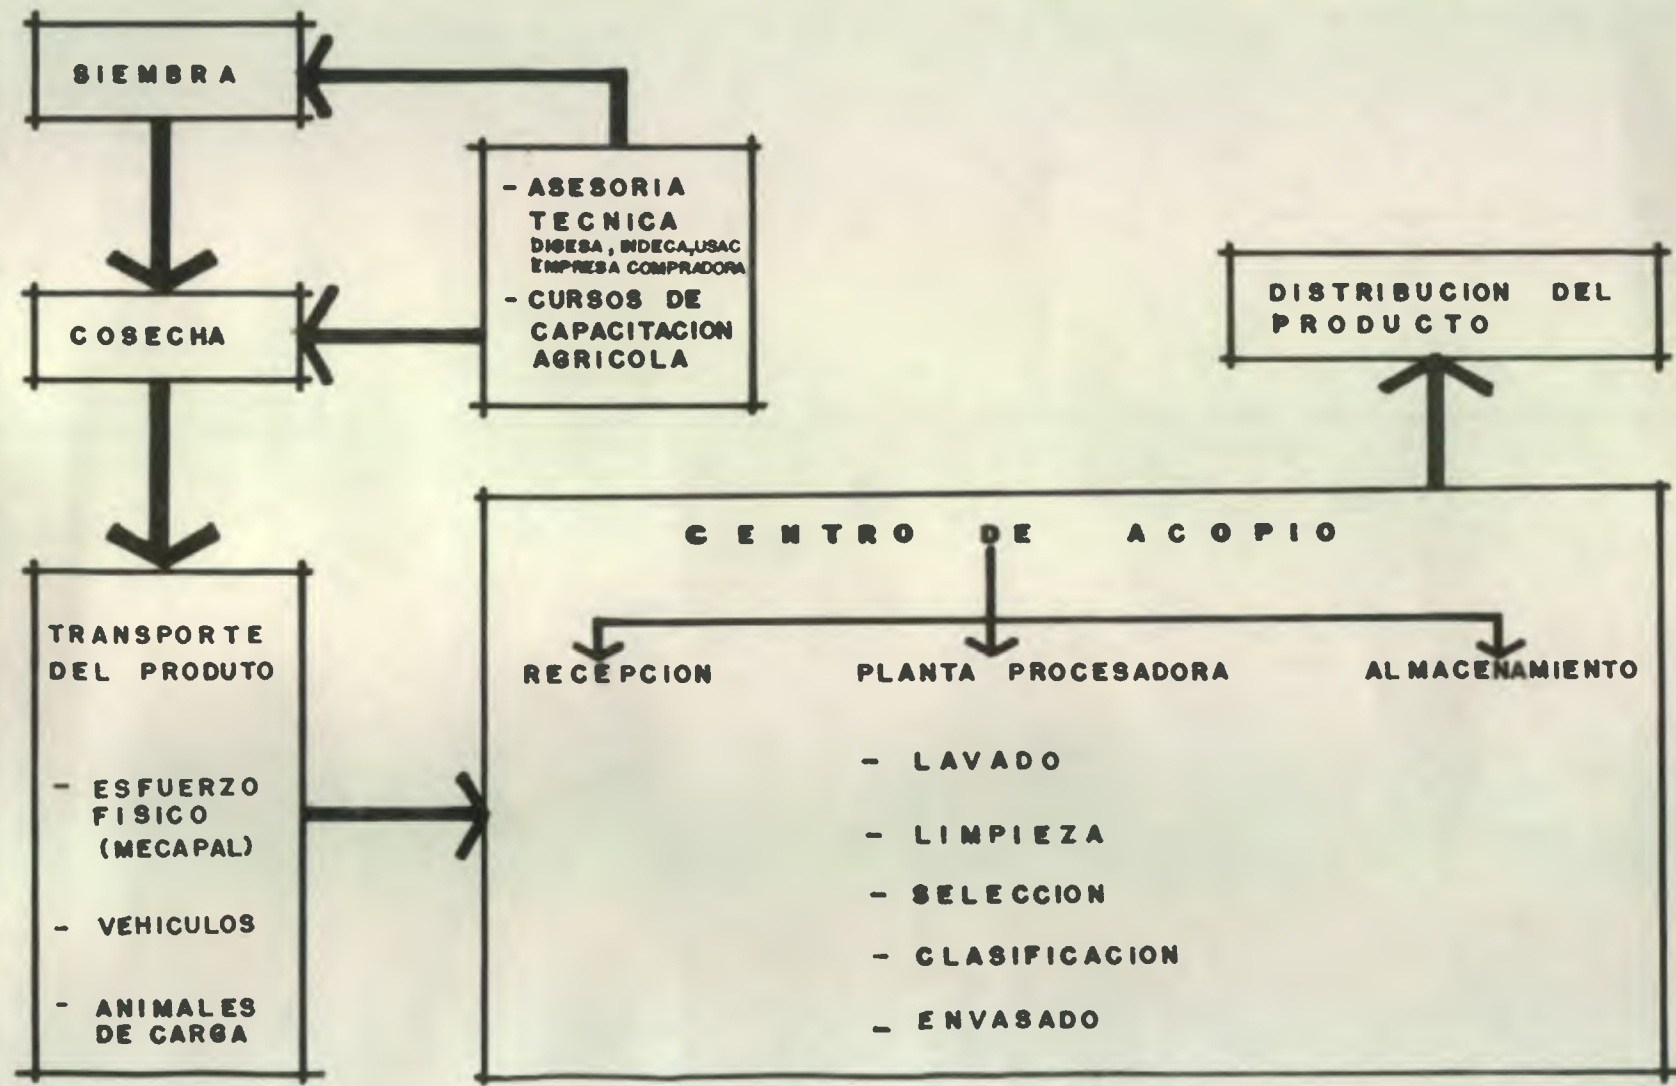 SIEMBRA
- ASESORIA
TECNICA
DIGESA, INDECA, USAC
EMPRESA COMPRADORA
- CURSOS DE
CAPACITACION
AGRICOLA
COSECHA
DISTRIBUCION DEL
PRODUCTO
TRANSPORTE
DEL PRODUTO
- ESFUERZO
FISICO
(MECAPAL)
- VEHICULOS
- ANIMALES
DE CARGA
CENTRO DE ACOPIO
RECEPCION
PLANTA PROCESADORA
ALMACENAMIENTO
- LAVADO
- LIMPIEZA
- SELECCION
- CLASIFICACION
- ENVASADO